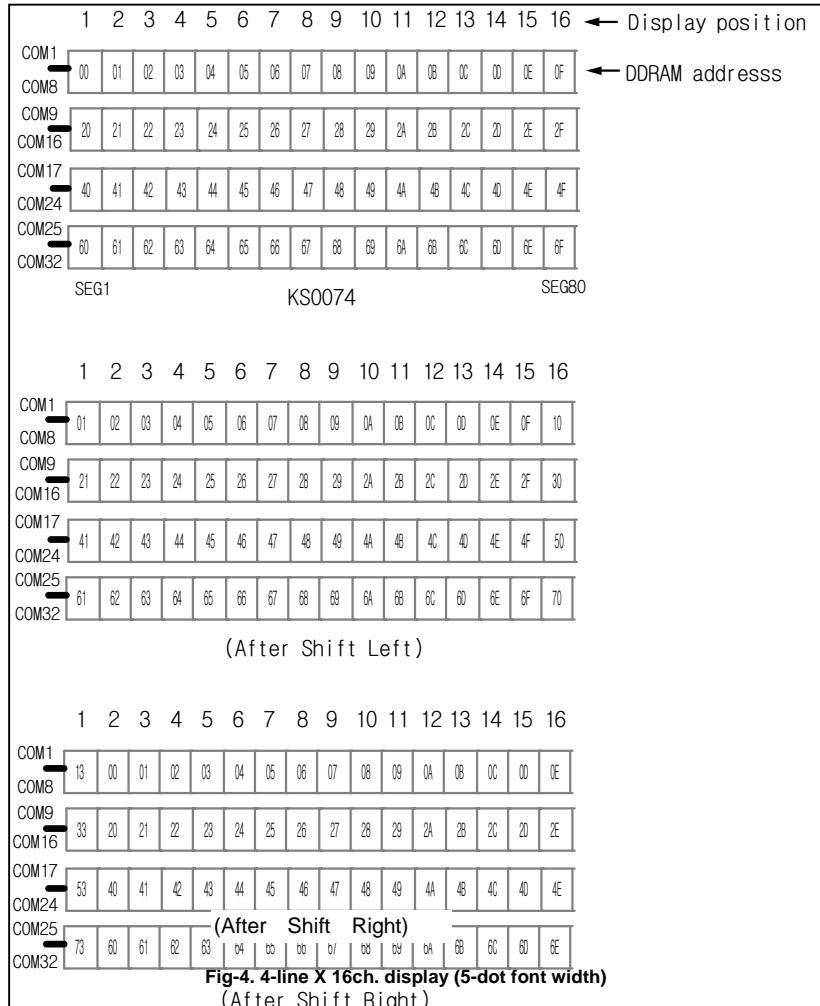 1 2 3 4 5 6 7 8 9 10 11 12 13 14 15 16 Display position
COM1
00 01 02 03 04 05 06 07 08 09 0A 0B 0C 0D 0E 0F DDRAM addresss
COM8
COM9
20 21 22 23 24 25 26 27 28 29 2A 2B 2C 2D 2E 2F
COM16
COM17
40 41 42 43 44 45 46 47 48 49 4A 4B 4C 4D 4E 4F
COM24
COM25
60 61 62 63 64 65 66 67 68 69 6A 6B 6C 6D 6E 6F
COM32
SEG1 KS0074 SEG80
1 2 3 4 5 6 7 8 9 10 11 12 13 14 15 16
COM1
01 02 03 04 05 06 07 08 09 0A 0B 0C 0D 0E 0F 10
COM8
COM9
21 22 23 24 25 26 27 28 29 2A 2B 2C 2D 2E 2F 30
COM16
COM17
41 42 43 44 45 46 47 48 49 4A 4B 4C 4D 4E 4F 50
COM24
COM25
61 62 63 64 65 66 67 68 69 6A 6B 6C 6D 6E 6F 70
COM32
(After Shift Left)
1 2 3 4 5 6 7 8 9 10 11 12 13 14 15 16
COM1
13 00 01 02 03 04 05 06 07 08 09 0A 0B 0C 0D 0E
COM8
COM9
33 20 21 22 23 24 25 26 27 28 29 2A 2B 2C 2D 2E
COM16
COM17
53 40 41 42 43 44 45 46 47 48 49 4A 4B 4C 4D 4E
COM24
(After Shift Right)
COM25
73 60 61 62 63 64 65 66 67 68 69 6A 6B 6C 6D 6E
COM32
Fig-4. 4-line X 16ch. display (5-dot font width)
(After Shift Right)